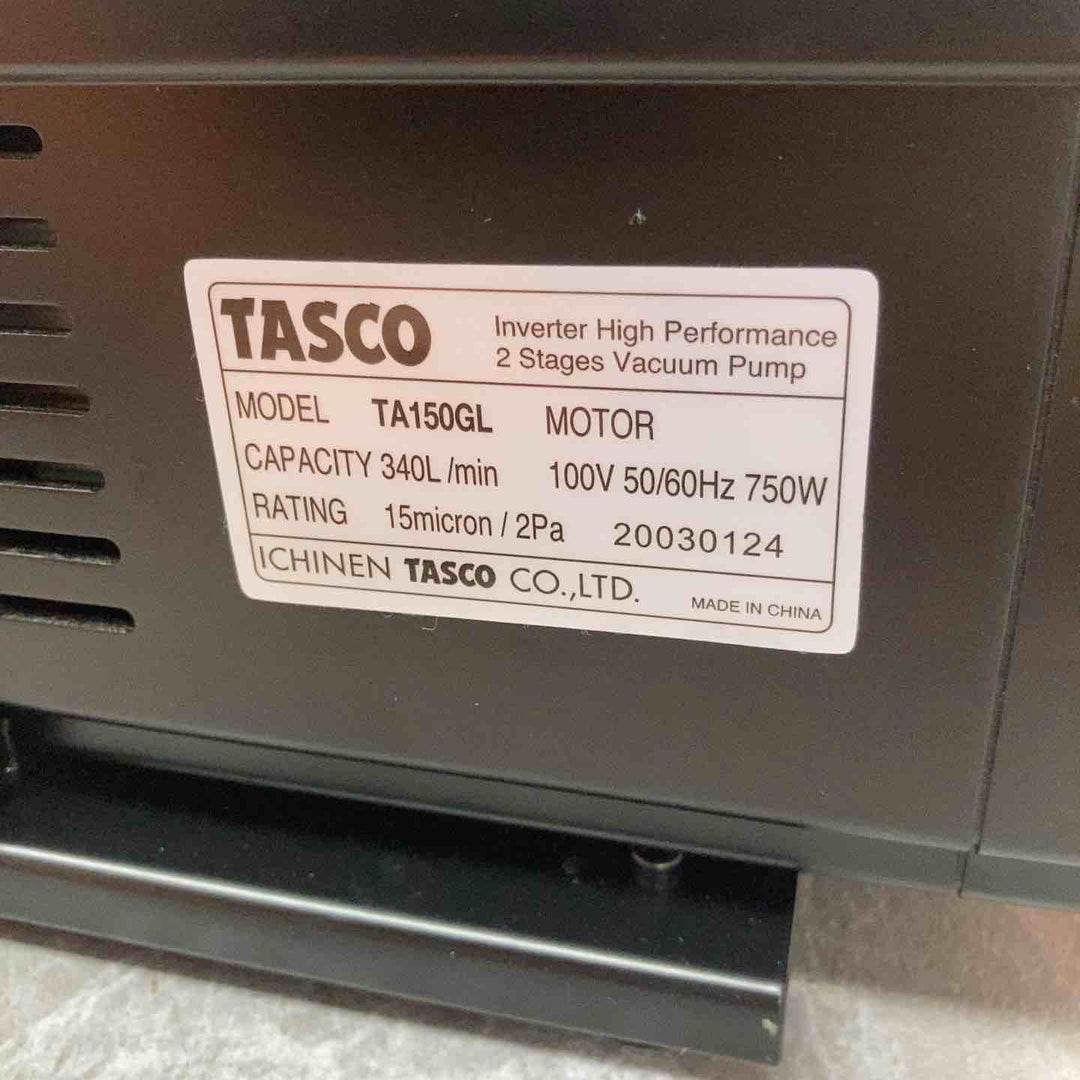 TASCO
Inverter High Performance
2 Stages Vacuum Pump
MODEL TA150GL MOTOR
CAPACITY 340L /min 100V 50/60Hz 750W
RATING 15micron / 2Pa 20030124
ICHINEN TASCO CO.,LTD. MADE IN CHINA